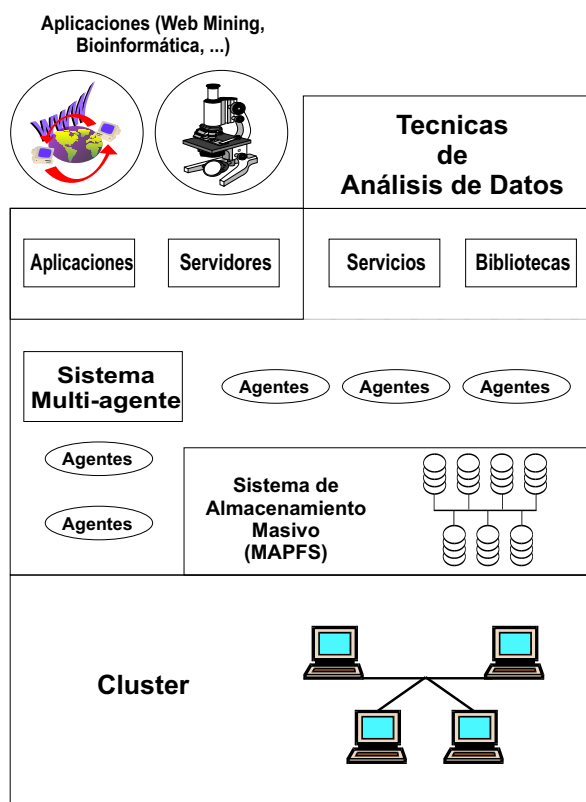 Aplicaciones (Web Mining,
Bioinformática, ...)
WWW
Tecnicas
de
Análisis de Datos
Aplicaciones
Servidores
Servicios
Bibliotecas
Sistema
Multi-agente
Agentes
Agentes
Agentes
Agentes
Agentes
Sistema de
Almacenamiento
Masivo
(MAPFS)
Cluster